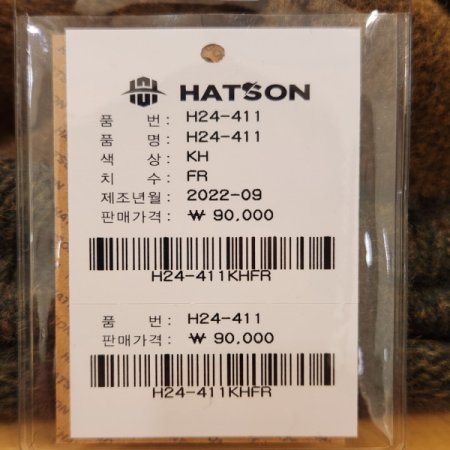 HATSON
품 번 : H24-411
품 명 : H24-411
색 상 : KH
치 수 : FR
제조년월 : 2022-09
판매가격 : ₩ 90,000
H24-411KHFR
품 번 : H24-411
판매가격 : ₩ 90,000
H24-411KHFR